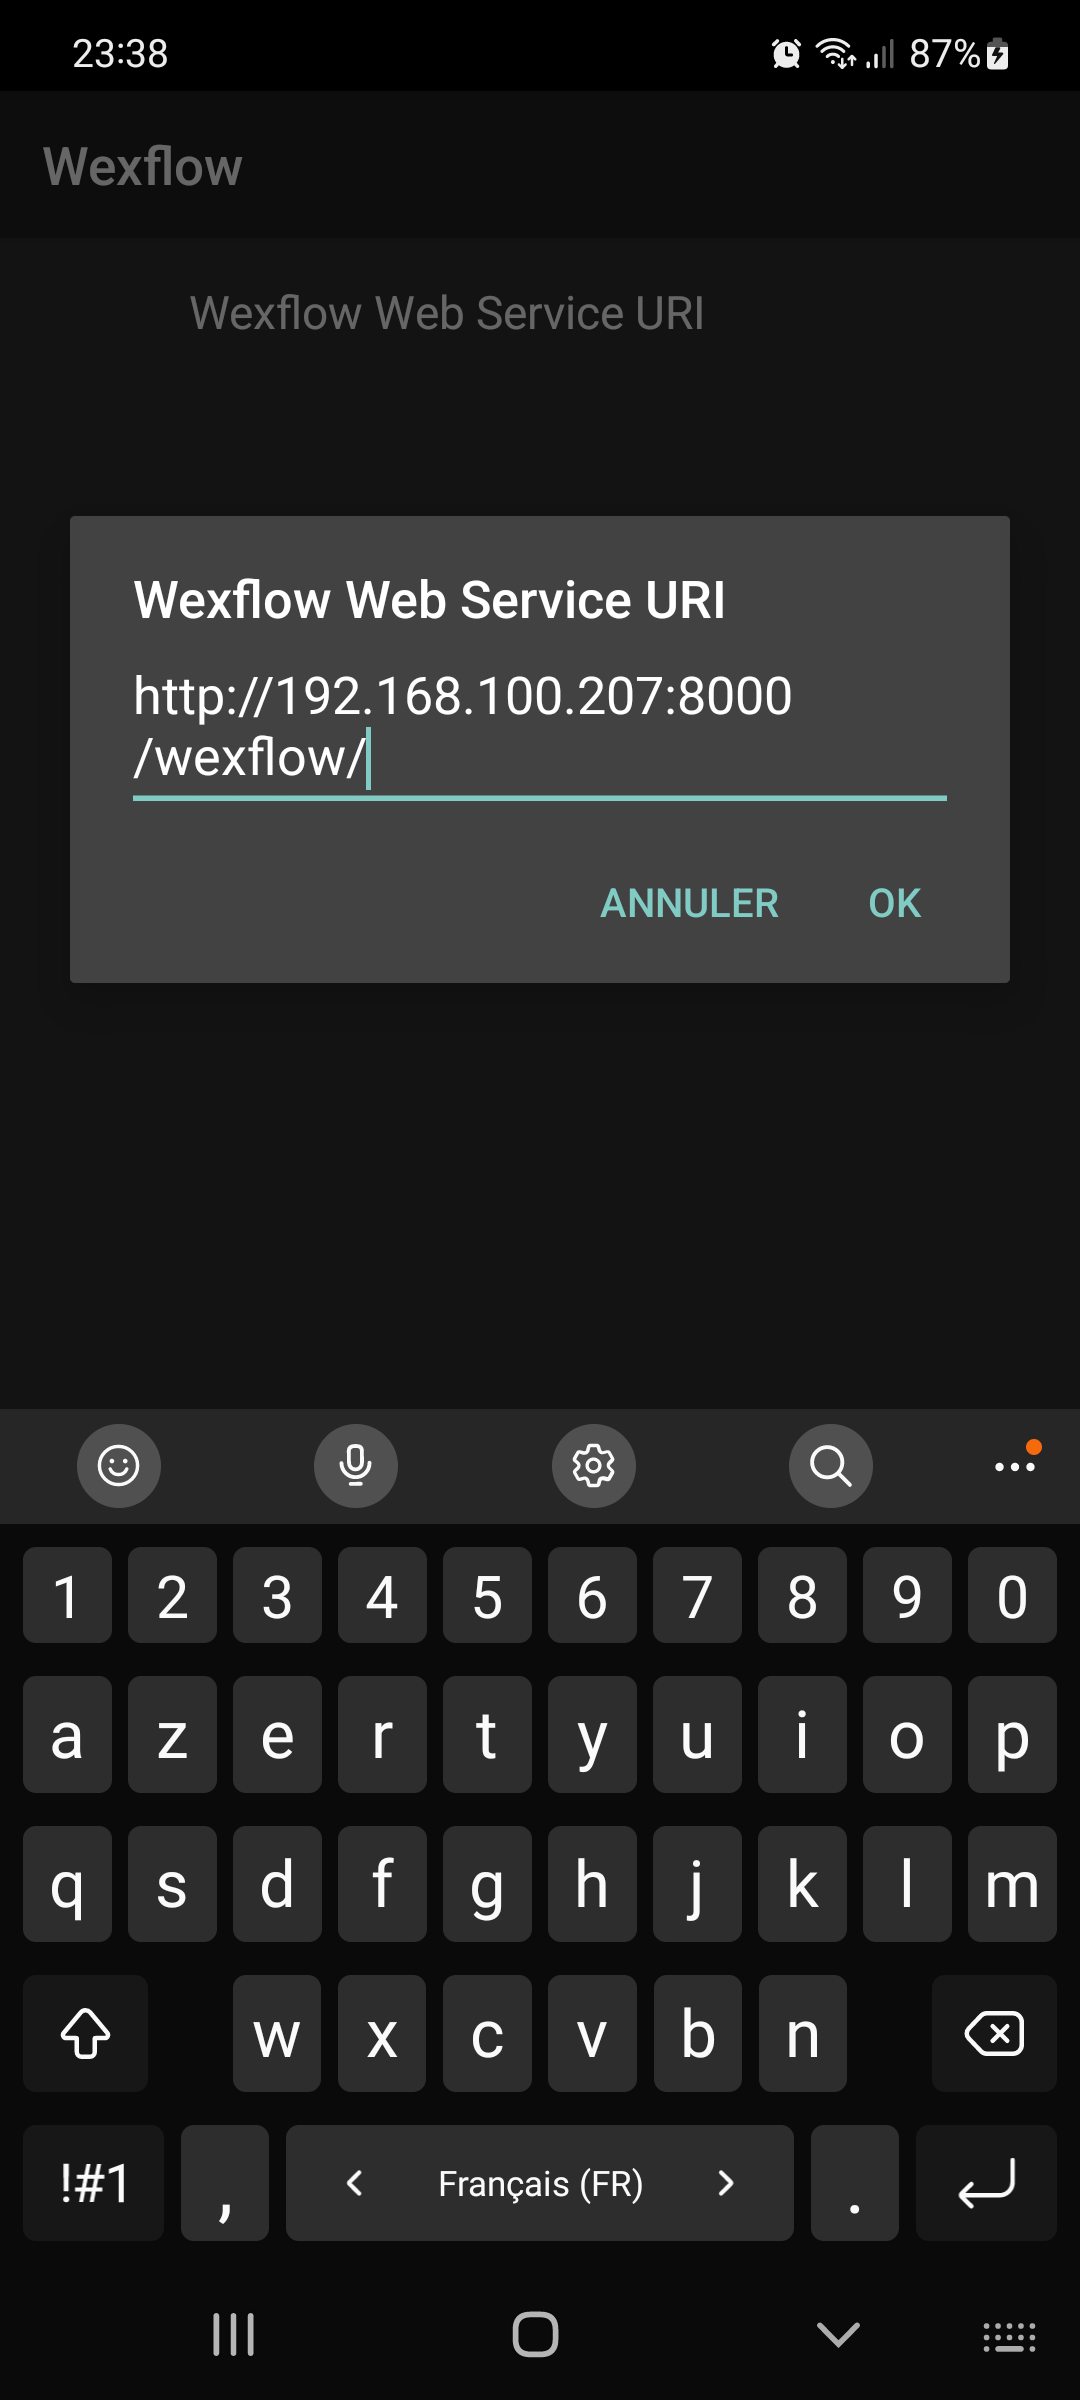 23:38 87%
Wexflow
Wexflow Web Service URI
Wexflow Web Service URI
http://192.168.100.207:8000
/wexflow/
ANNULER OK
1 2 3 4 5 6 7 8 9 0
a z e r t y u i o p
q s d f g h j k l m
w x c v b n
!#1 , < Français (FR) > .